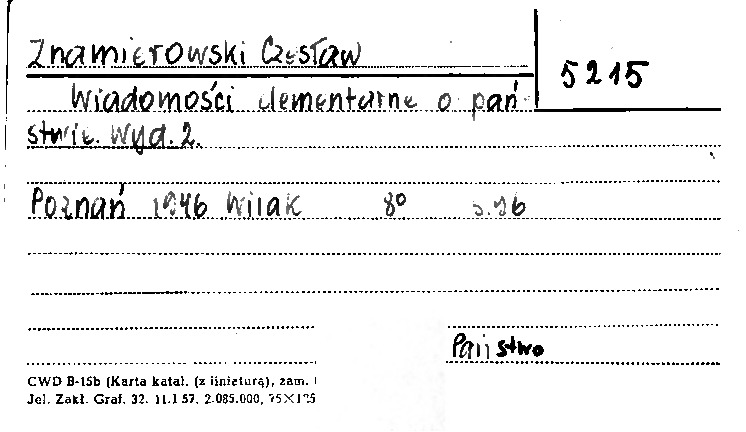 Znamierowski Czesław
5215
Wiadomości elementarne o pań-
stwie. Wyd. 2.
Poznań 1946 Wilak 8° s. 96
Państwo
CWD B-15b (Karta katal. (z linieturą), zam.
Jel. Zakł. Graf. 32. 11.1 57. 2.085.000, 75×125